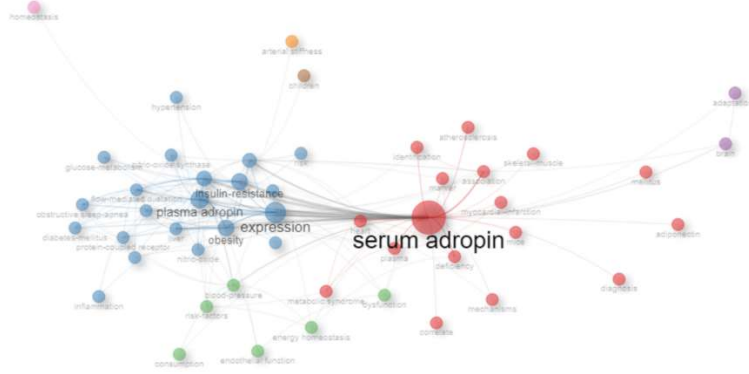 homeostasis
arterial stiffness
children
adaptation
hypertension
atherosclerosis
brain
identification
skeletal-muscle
glucose-metabolism
nitric-oxide synthase
risk
association
mellitus
marker
insulin-resistance
flow-mediated dilatation
obstructive sleep-apnea
plasma adropin
myocardial-infarction
expression
heart
mice
adiponectin
diabetes-mellitus
liver
obesity
serum adropin
protein-coupled receptor
nitric-oxide
plasma
deficiency
diagnosis
blood-pressure
inflammation
metabolic syndrome
dysfunction
mechanisms
risk-factors
energy homeostasis
correlate
consumption
endothelial function